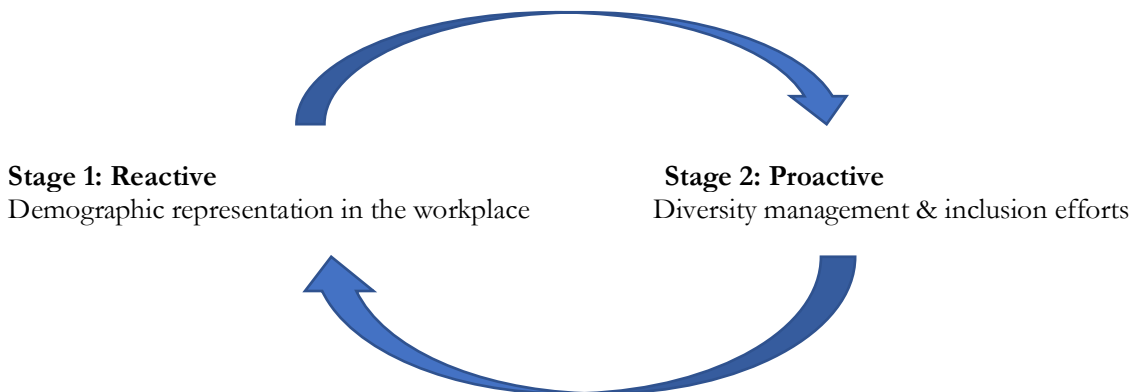 Stage 1: Reactive
Demographic representation in the workplace
Stage 2: Proactive
Diversity management & inclusion efforts